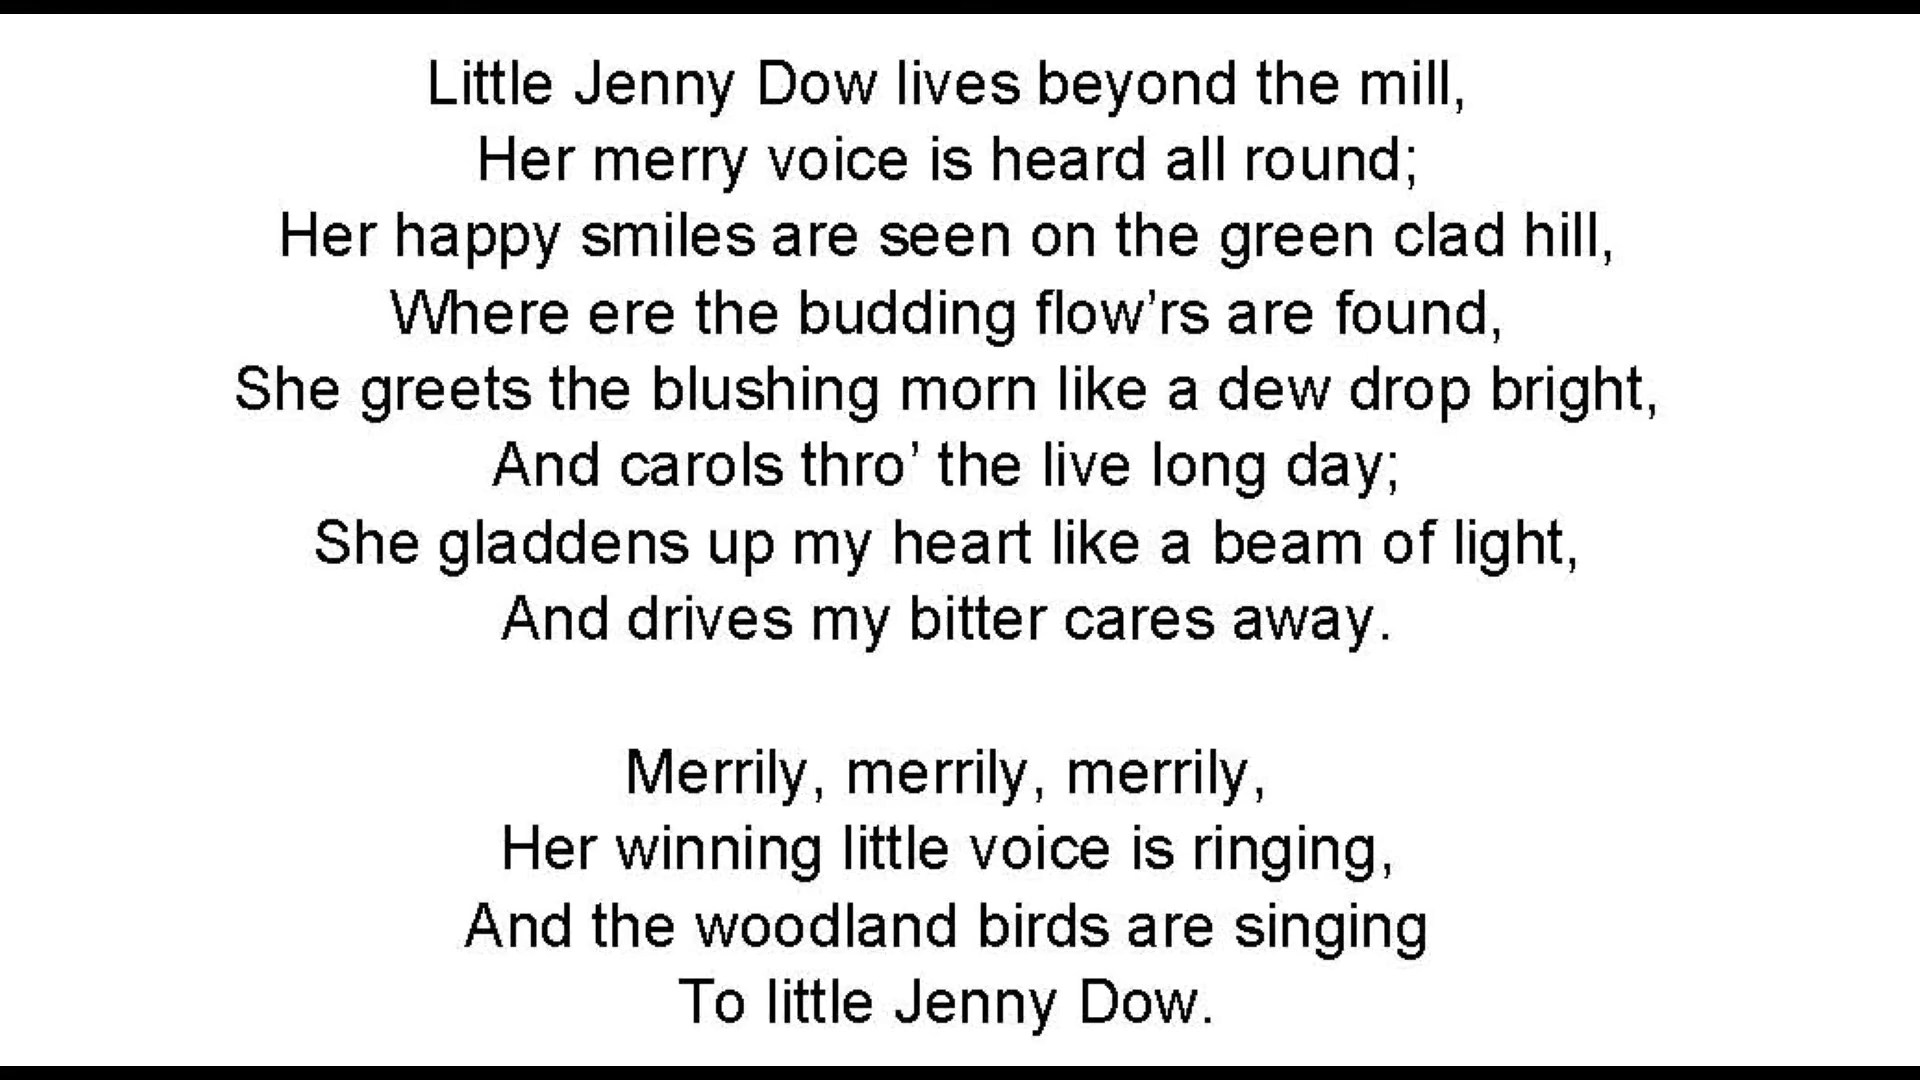 Little Jenny Dow lives beyond the mill,
Her merry voice is heard all round;
Her happy smiles are seen on the green clad hill,
Where ere the budding flow’rs are found,
She greets the blushing morn like a dew drop bright,
And carols thro’ the live long day;
She gladdens up my heart like a beam of light,
And drives my bitter cares away.

Merrily, merrily, merrily,
Her winning little voice is ringing,
And the woodland birds are singing
To little Jenny Dow.